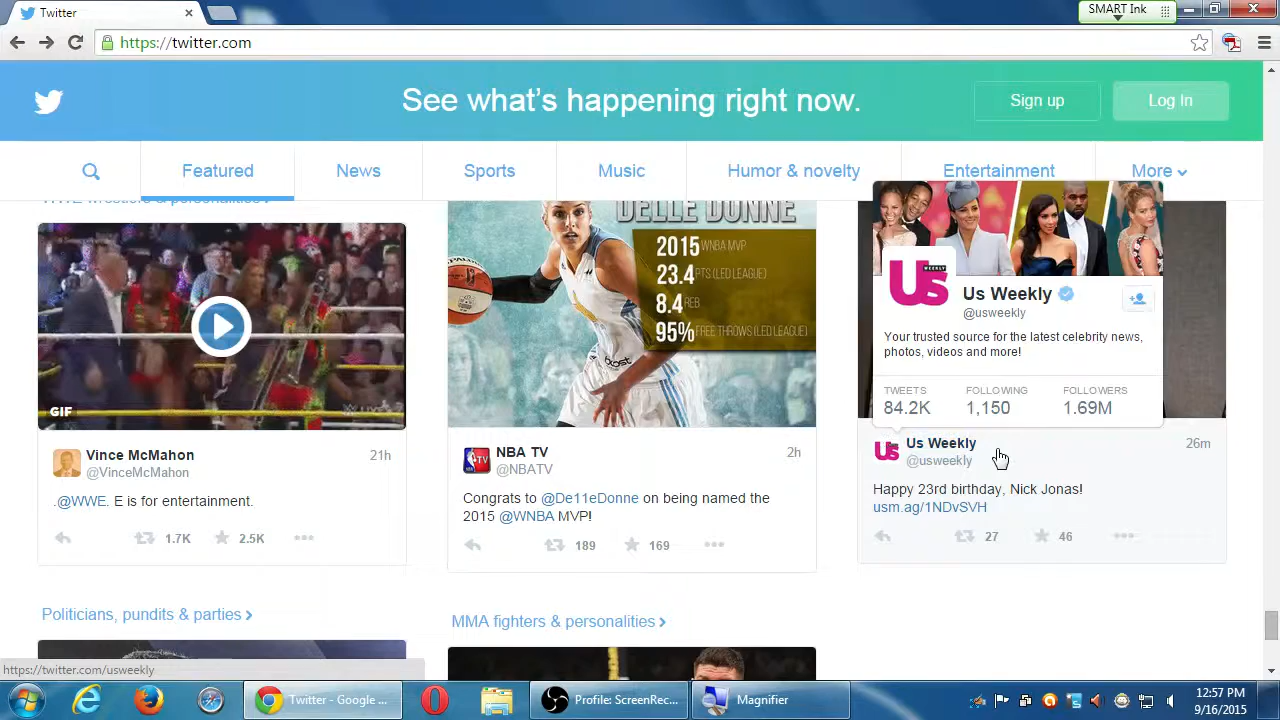 Twitter
SMART Ink
https://twitter.com
See what's happening right now.
Sign up
Log In
Featured
News
Sports
Music
Humor & novelty
Entertainment
More
WWE wrestlers & personalities
GIF
Vince McMahon
21h
@VinceMcMahon
.@WWE. E is for entertainment.
1.7K
2.5K
DELLE DONNE
2015 WNBA MVP
23.4 PTS (LED LEAGUE)
8.4 REB
95% FREE THROWS (LED LEAGUE)
boost
NBA TV
2h
@NBATV
Congrats to @De11eDonne on being named the
2015 @WNBA MVP!
189
169
Us WEEKLY
Us Weekly
@usweekly
Your trusted source for the latest celebrity news,
photos, videos and more!
TWEETS
FOLLOWING
FOLLOWERS
84.2K
1,150
1.69M
Us Weekly
26m
@usweekly
Happy 23rd birthday, Nick Jonas!
usm.ag/1NDvSVH
27
46
Politicians, pundits & parties
MMA fighters & personalities
https://twitter.com/usweekly
Twitter - Google ...
Profile: ScreenRec...
Magnifier
12:57 PM
9/16/2015